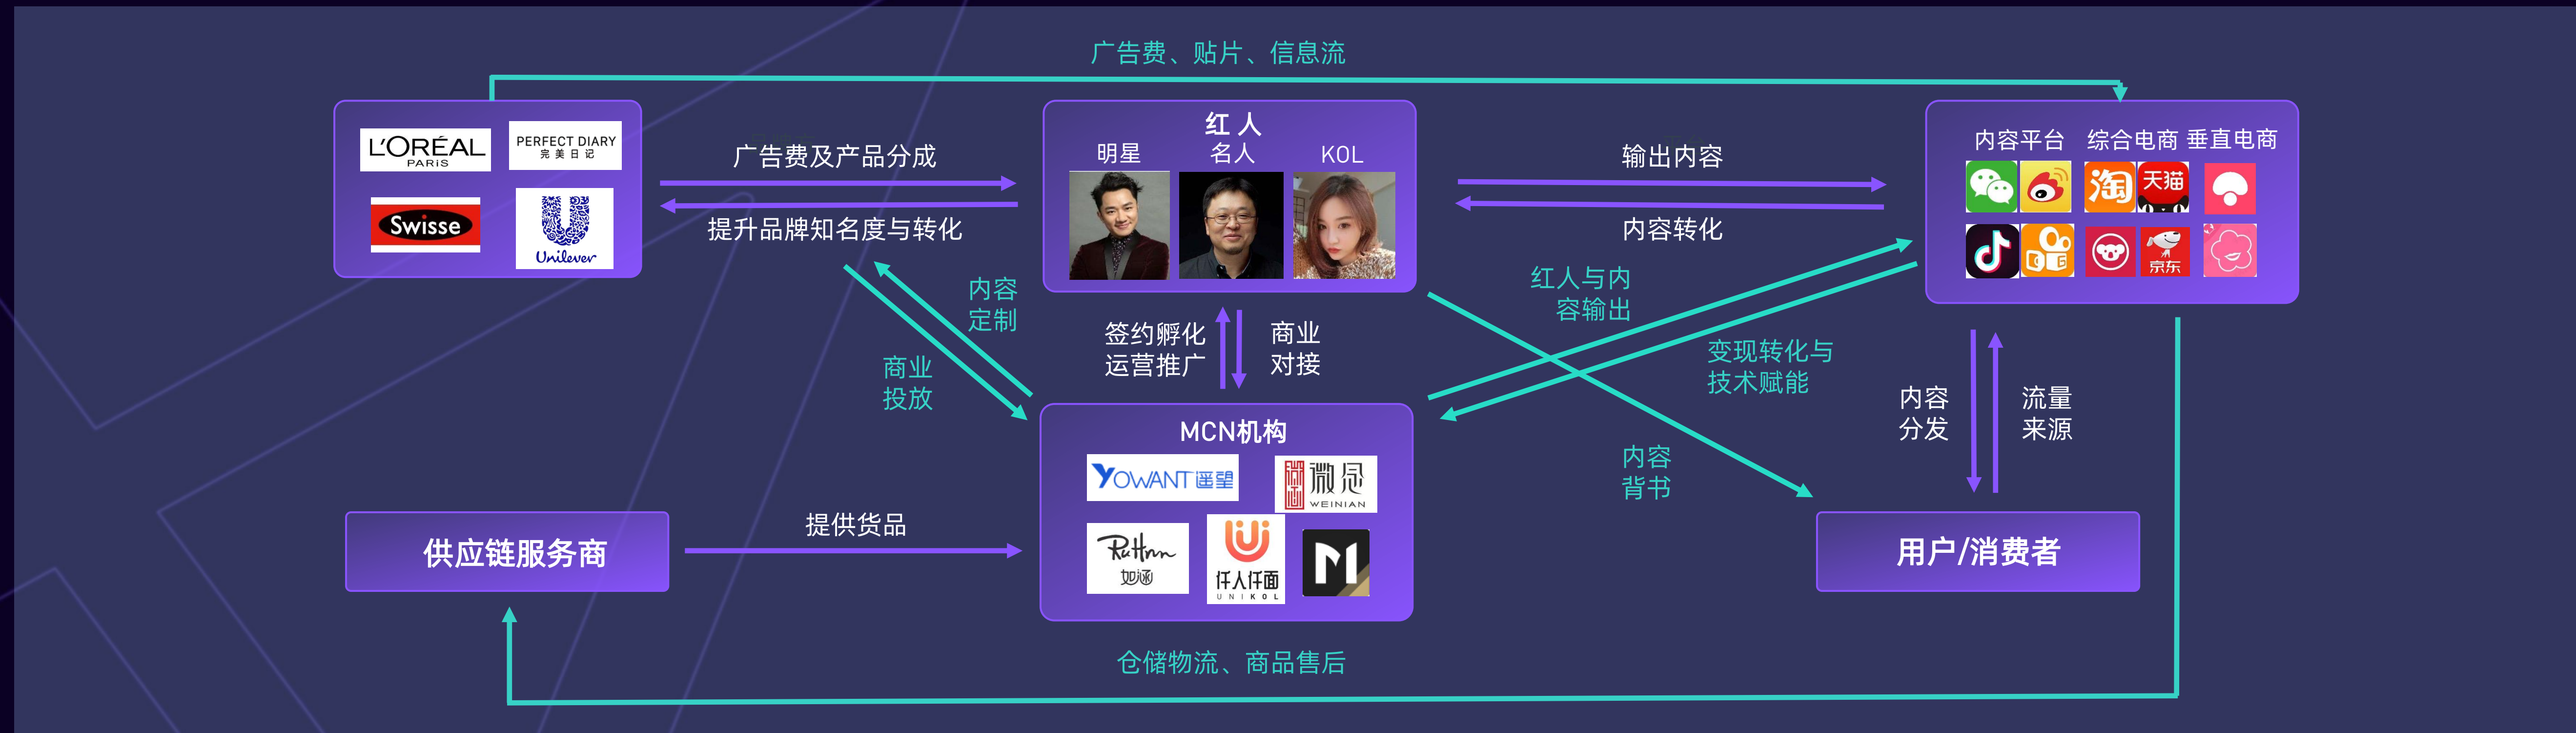 广告费、贴片、信息流
L'ORÉAL
PARIS
PERFECT DIARY
完美日记
Swisse
Unilever
广告费及产品分成
提升品牌知名度与转化
红人
明星 名人 KOL
输出内容
内容转化
内容平台 综合电商 垂直电商
淘 天猫
京东
内容
定制
商业
投放
签约孵化
运营推广
商业
对接
红人与内
容输出
变现转化与
技术赋能
内容
背书
内容
分发
流量
来源
MCN机构
YOWANT遥望
微念
WEINIAN
RuHnn
如涵
仟人仟面
UNIKOL
供应链服务商
提供货品
用户/消费者
仓储物流、商品售后